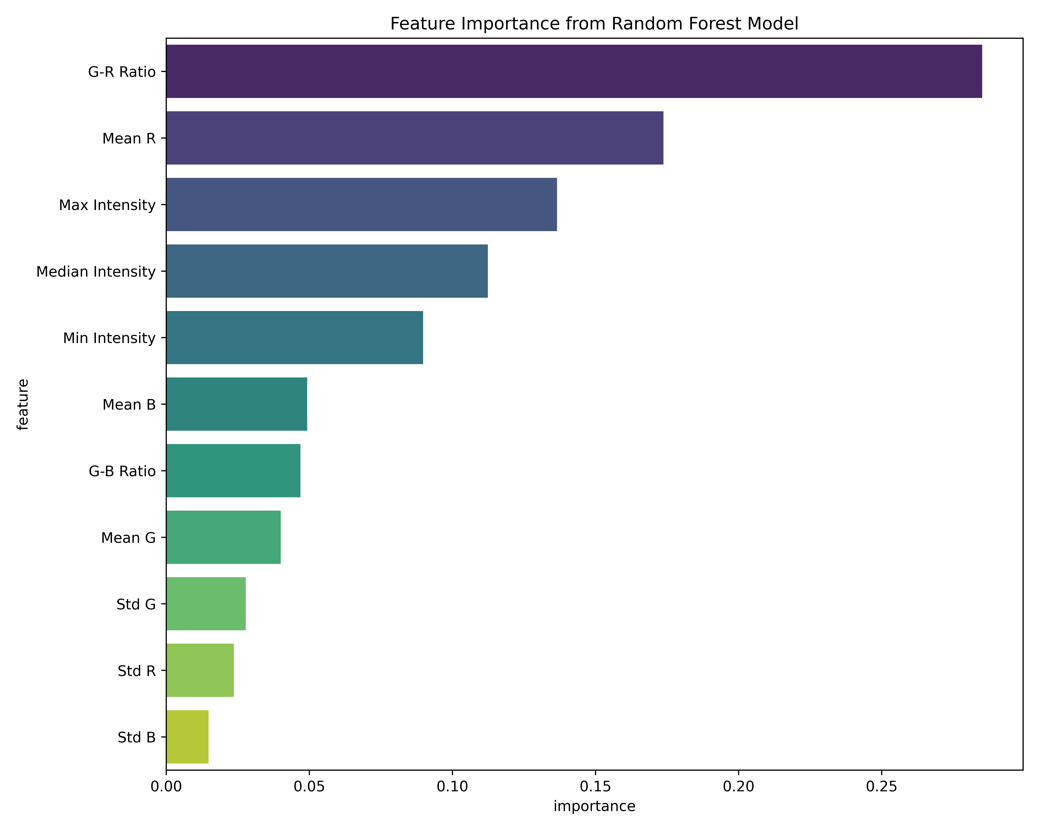 Feature Importance from Random Forest Model
G-R Ratio
Mean R
Max Intensity
Median Intensity
Min Intensity
Mean B
G-B Ratio
Mean G
Std G
Std R
Std B
feature
0.00 0.05 0.10 0.15 0.20 0.25
importance